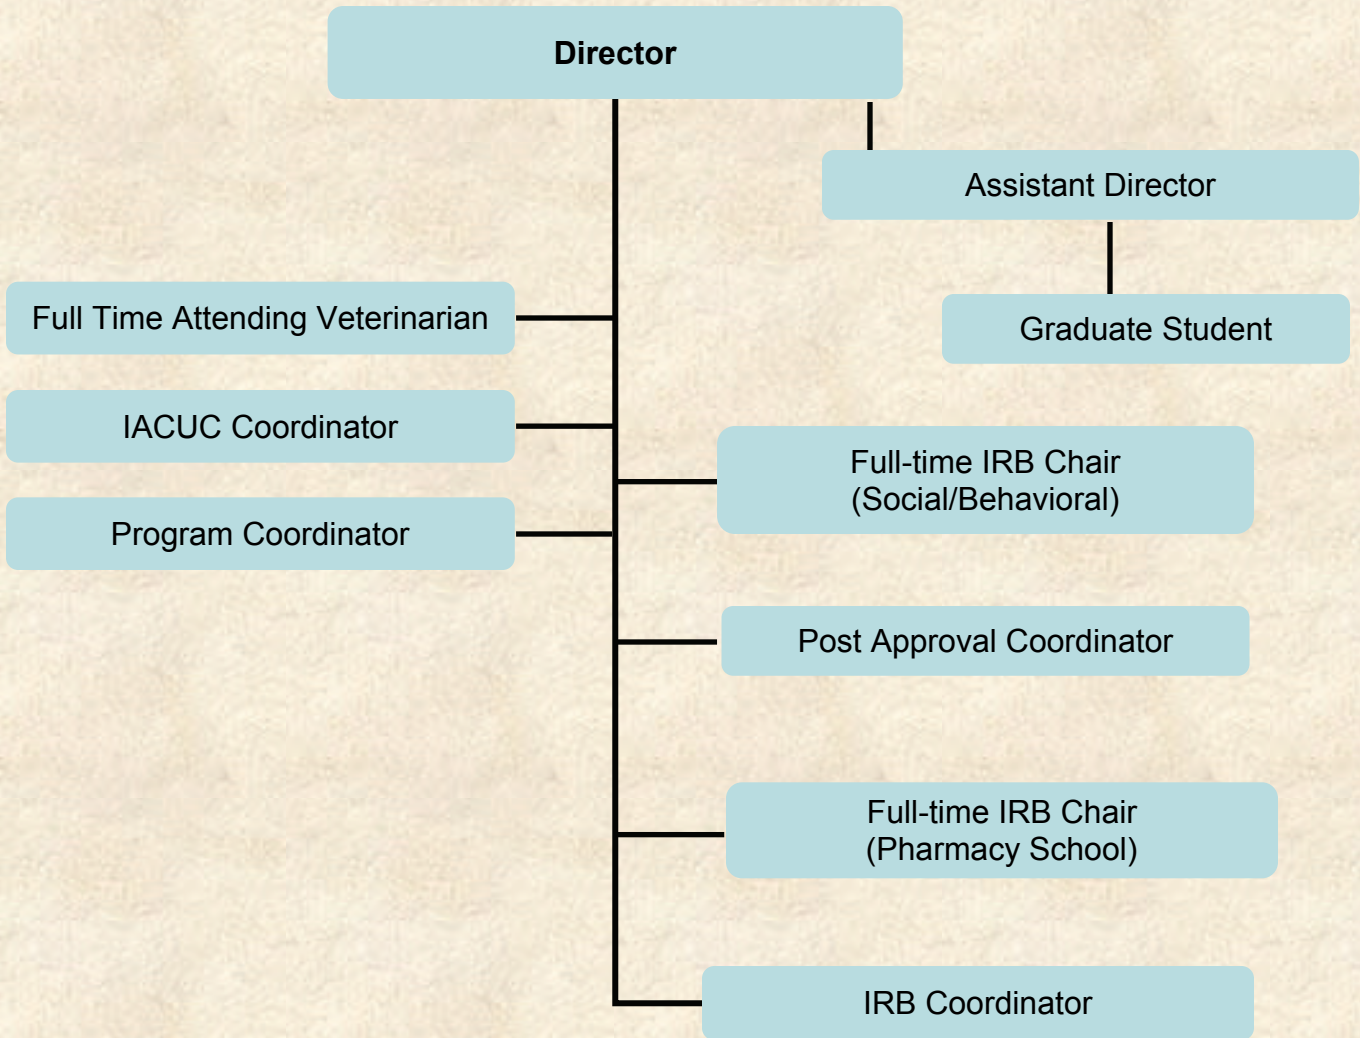 Director
Assistant Director
Graduate Student
Full Time Attending Veterinarian
IACUC Coordinator
Program Coordinator
Full-time IRB Chair
(Social/Behavioral)
Post Approval Coordinator
Full-time IRB Chair
(Pharmacy School)
IRB Coordinator